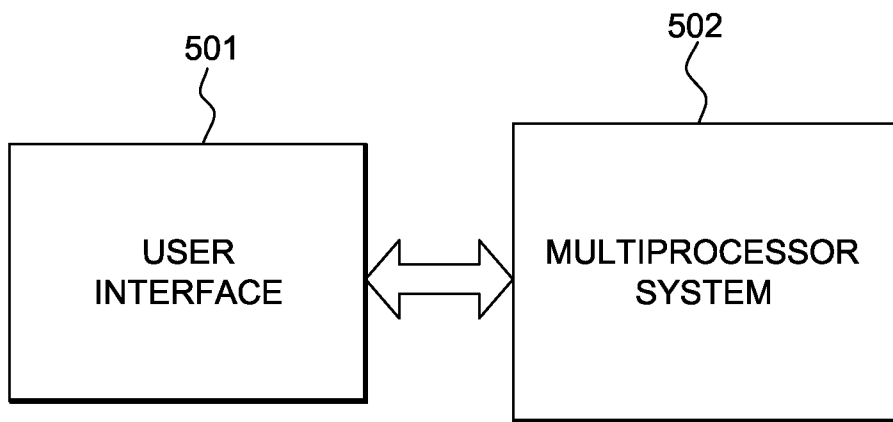 501
502
USER
INTERFACE
MULTIPROCESSOR
SYSTEM